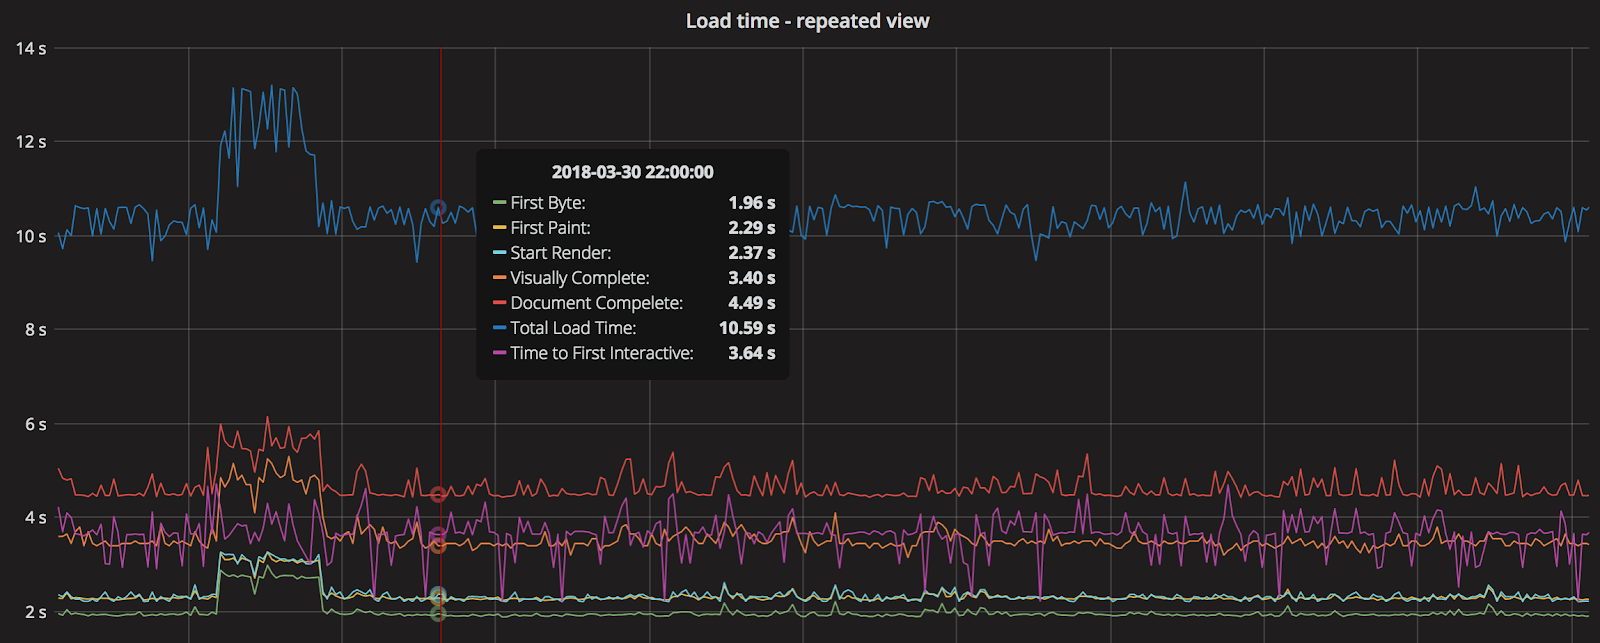 Load time - repeated view
14 s
12 s
10 s
8 s
6 s
4 s
2 s
2018-03-30 22:00:00
First Byte: 1.96 s
First Paint: 2.29 s
Start Render: 2.37 s
Visually Complete: 3.40 s
Document Compelete: 4.49 s
Total Load Time: 10.59 s
Time to First Interactive: 3.64 s